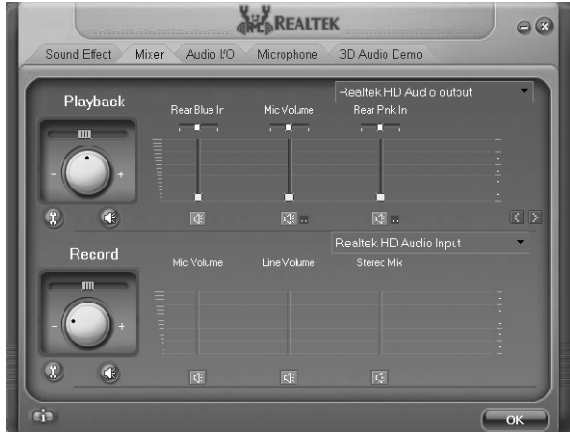 REALTEK
Sound Effect Mixer Audio I/O Microphone 3D Audio Demo
Playback
Realtek HD Audio output
Rear Blue In Mic Volume Rear Pink In
- +
Record
Realtek HD Audio Input
Mic Volume Line Volume Stereo Mix
- +
i
OK